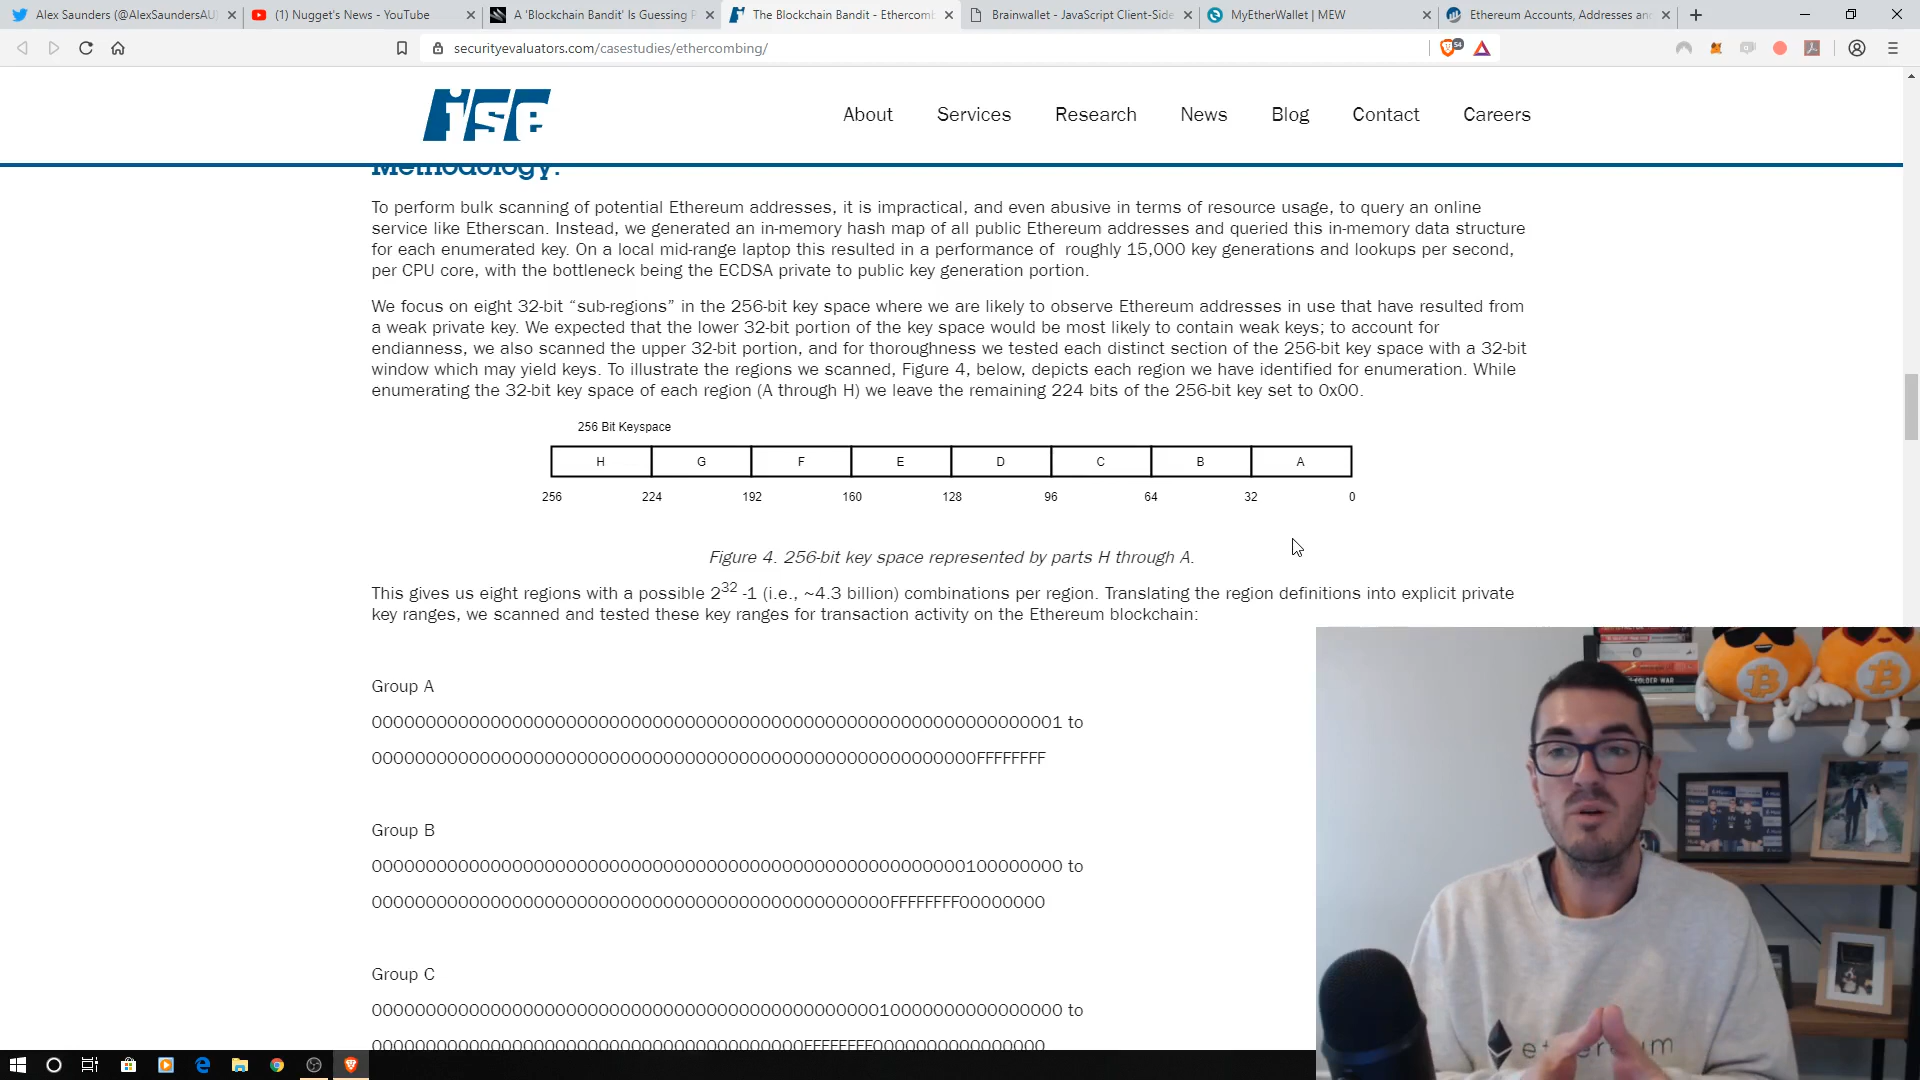 Alex Saunders (@AlexSaundersAU)
(1) Nugget's News - YouTube
A 'Blockchain Bandit' Is Guessing
The Blockchain Bandit - Ethercomb
Brainwallet - JavaScript Client-Side
MyEtherWallet | MEW
Ethereum Accounts, Addresses an
securityevaluators.com/casestudies/ethercombing/
54
ise
About
Services
Research
News
Blog
Contact
Careers
Methodology:
To perform bulk scanning of potential Ethereum addresses, it is impractical, and even abusive in terms of resource usage, to query an online
service like Etherscan. Instead, we generated an in-memory hash map of all public Ethereum addresses and queried this in-memory data structure
for each enumerated key. On a local mid-range laptop this resulted in a performance of roughly 15,000 key generations and lookups per second,
per CPU core, with the bottleneck being the ECDSA private to public key generation portion.
We focus on eight 32-bit “sub-regions” in the 256-bit key space where we are likely to observe Ethereum addresses in use that have resulted from
a weak private key. We expected that the lower 32-bit portion of the key space would be most likely to contain weak keys; to account for
endianness, we also scanned the upper 32-bit portion, and for thoroughness we tested each distinct section of the 256-bit key space with a 32-bit
window which may yield keys. To illustrate the regions we scanned, Figure 4, below, depicts each region we have identified for enumeration. While
enumerating the 32-bit key space of each region (A through H) we leave the remaining 224 bits of the 256-bit key set to 0x00.
256 Bit Keyspace
H G F E D C B A
256 224 192 160 128 96 64 32 0
Figure 4. 256-bit key space represented by parts H through A.
This gives us eight regions with a possible 2³² -1 (i.e., ~4.3 billion) combinations per region. Translating the region definitions into explicit private
key ranges, we scanned and tested these key ranges for transaction activity on the Ethereum blockchain:
Group A
0000000000000000000000000000000000000000000000000000000000000001 to
00000000000000000000000000000000000000000000000000000000FFFFFFFF
Group B
0000000000000000000000000000000000000000000000000000000100000000 to
000000000000000000000000000000000000000000000000FFFFFFFF00000000
Group C
0000000000000000000000000000000000000000000000010000000000000000 to
0000000000000000000000000000000000000000FFFFFFFF0000000000000000
OLDER WAR
ethereum